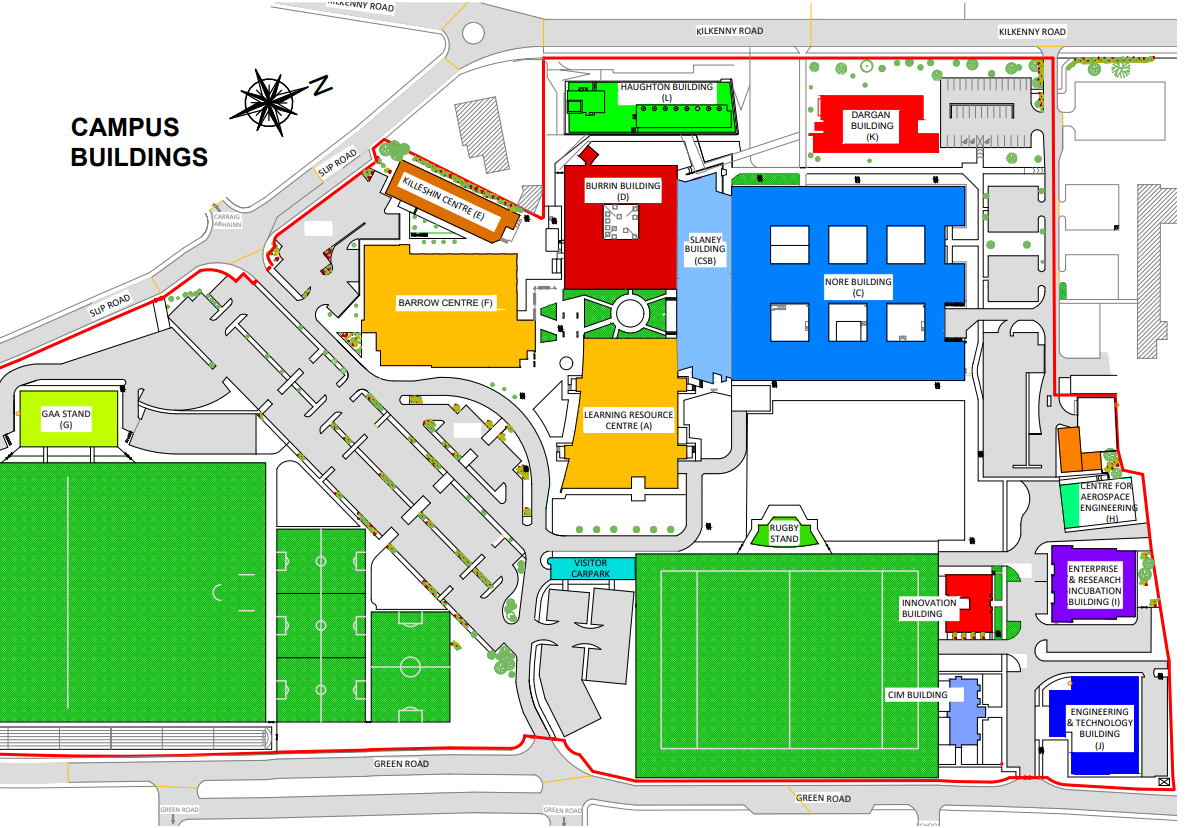 KILKENNY ROAD
KILKENNY ROAD
KILKENNY ROAD
N
CAMPUS
BUILDINGS
HAUGHTON BUILDING
(L)
DARGAN
BUILDING
(K)
SLIP ROAD
KILLESHIN CENTRE (E)
BURRIN BUILDING
(D)
CARRAIG
ABHAINN
SLANEY
BUILDING
(CSB)
NORE BUILDING
(C)
BARROW CENTRE (F)
SLIP ROAD
GAA STAND
(G)
LEARNING RESOURCE
CENTRE (A)
CENTRE FOR
AEROSPACE
ENGINEERING
(H)
RUGBY
STAND
VISITOR
CARPARK
ENTERPRISE
& RESEARCH
INCUBATION
BUILDING (I)
INNOVATION
BUILDING
CIM BUILDING
ENGINEERING
& TECHNOLOGY
BUILDING
(J)
GREEN ROAD
GREEN ROAD
GREEN ROAD
GREEN ROAD